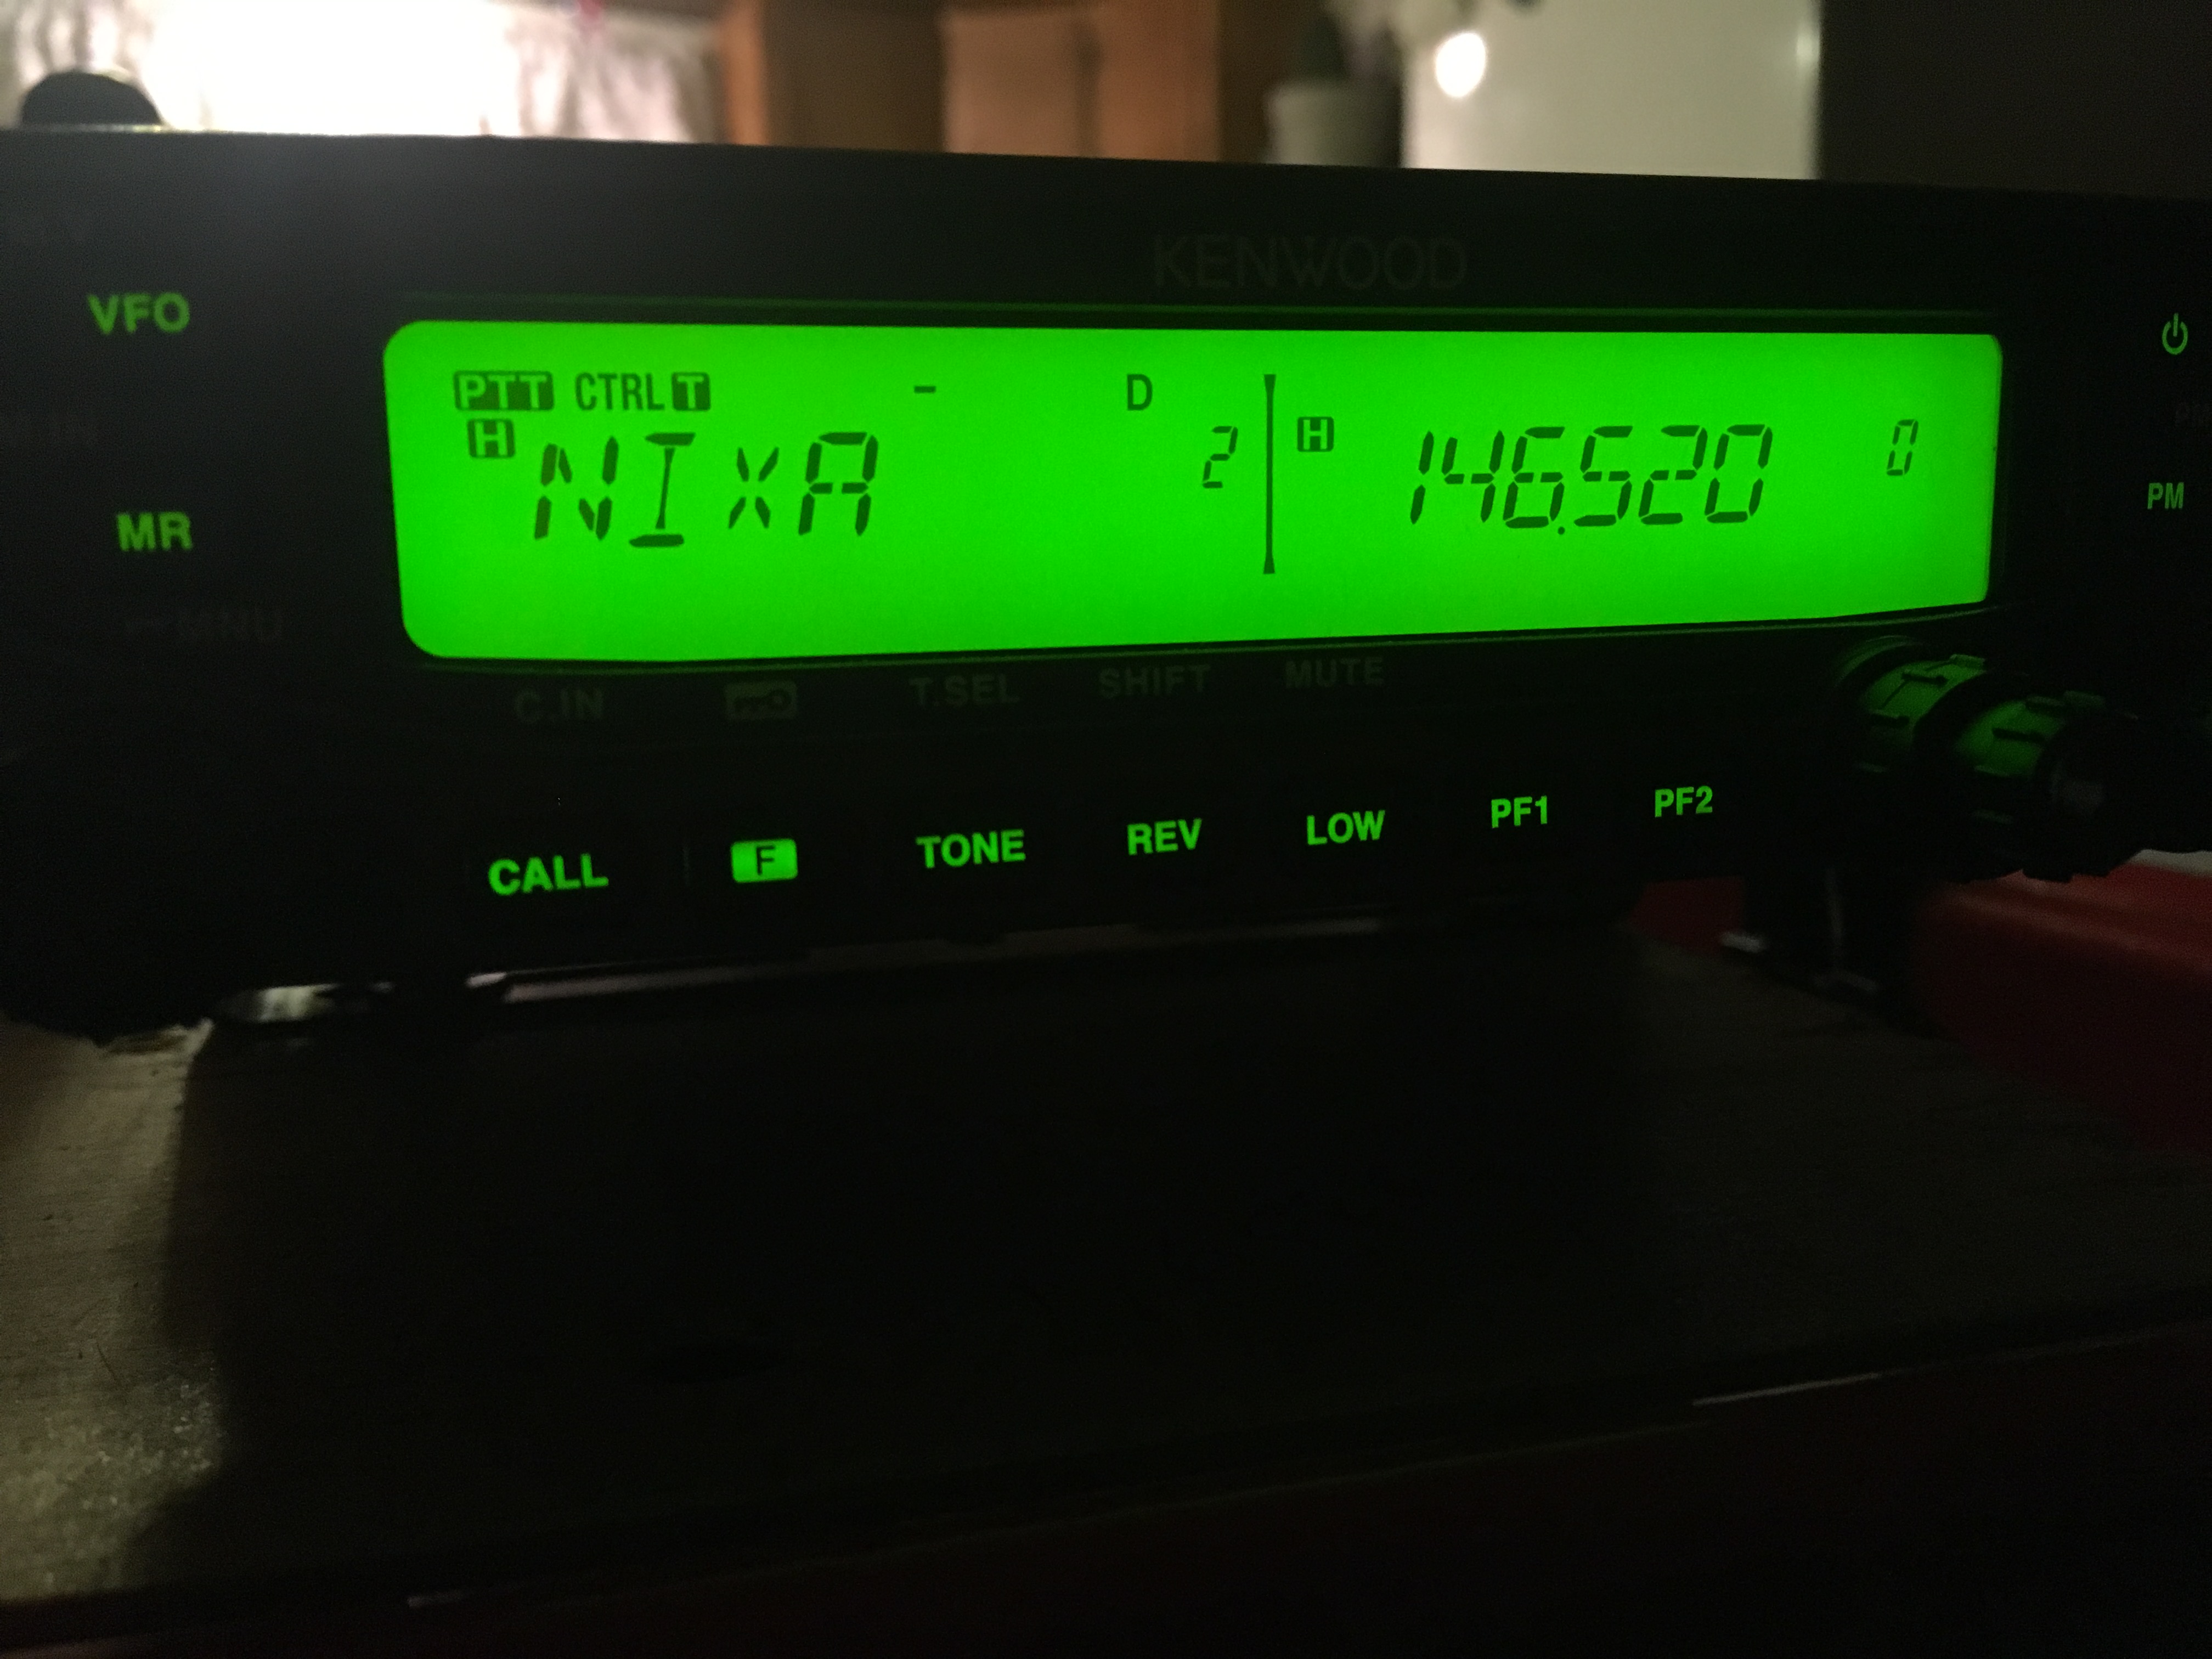 KENWOOD
VFO
PTT CTRL T - D
H NIXA 2 H 146.520 0
MR
PM
MNU
C.IN T.SEL SHIFT MUTE
CALL F TONE REV LOW PF1 PF2